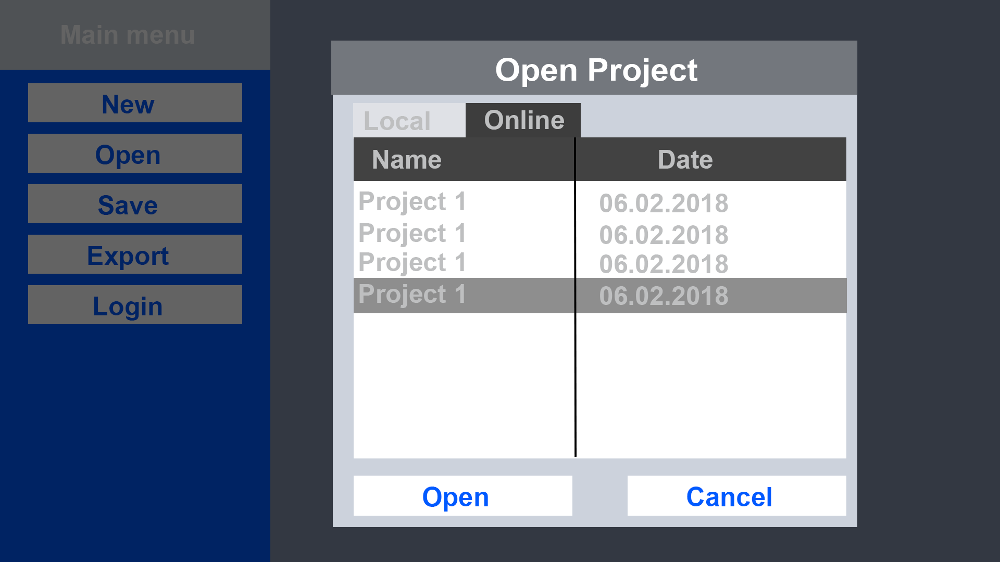 Main menu
New
Open
Save
Export
Login
Open Project
Local Online
Name Date
Project 1 06.02.2018
Project 1 06.02.2018
Project 1 06.02.2018
Project 1 06.02.2018
Open Cancel